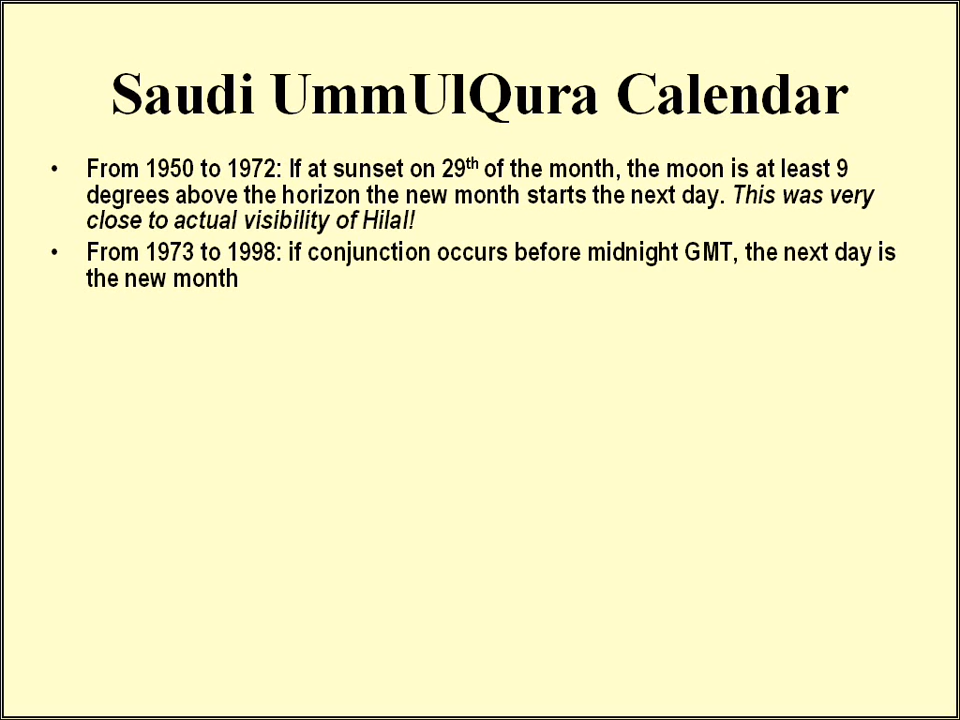 Saudi UmmUlQura Calendar
• From 1950 to 1972: If at sunset on 29th of the month, the moon is at least 9
degrees above the horizon the new month starts the next day. This was very
close to actual visibility of Hilal!
• From 1973 to 1998: if conjunction occurs before midnight GMT, the next day is
the new month